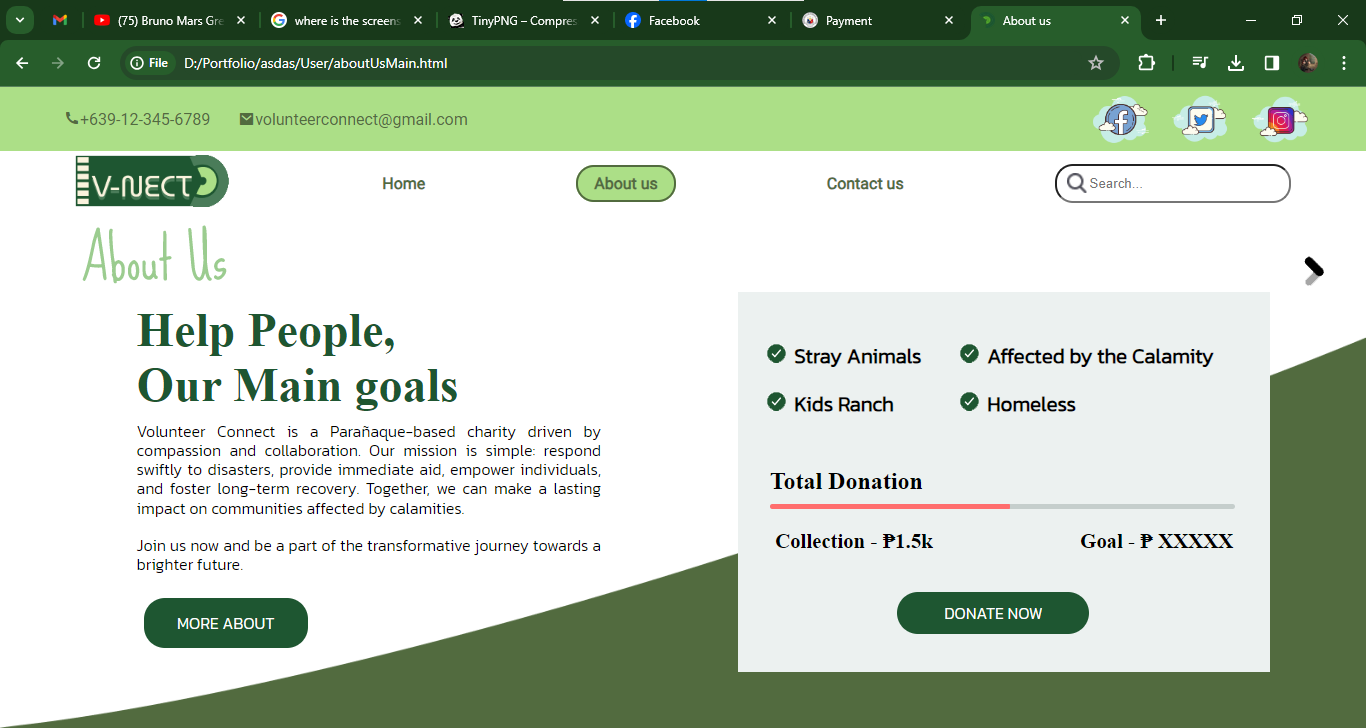 (75) Bruno Mars Gre
where is the screens
TinyPNG – Compres
Facebook
Payment
About us
File
D:/Portfolio/asdas/User/aboutUsMain.html
+639-12-345-6789
volunteerconnect@gmail.com
V-NECT
Home
About us
Contact us
Search...
About Us
Help People,
Our Main goals
Volunteer Connect is a Parañaque-based charity driven by
compassion and collaboration. Our mission is simple: respond
swiftly to disasters, provide immediate aid, empower individuals,
and foster long-term recovery. Together, we can make a lasting
impact on communities affected by calamities.
Join us now and be a part of the transformative journey towards a
brighter future.
MORE ABOUT
Stray Animals
Affected by the Calamity
Kids Ranch
Homeless
Total Donation
Collection - ₱1.5k
Goal - ₱ XXXXX
DONATE NOW